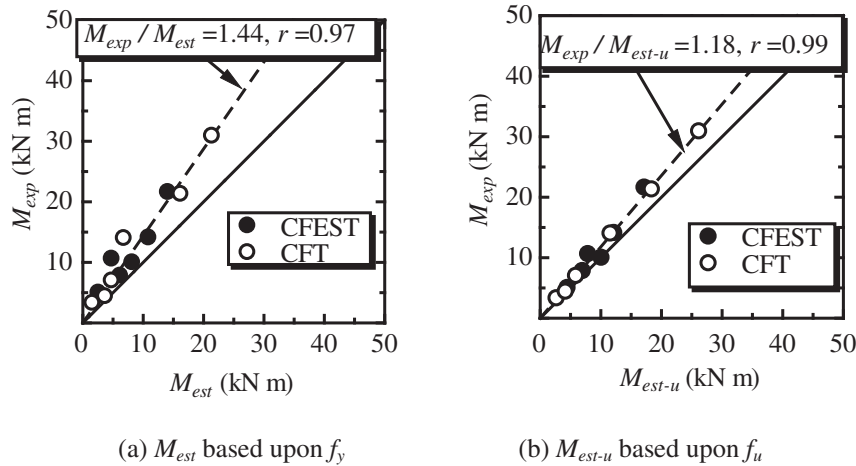 M_exp / M_est =1.44, r =0.97
50
40
30
20
10
M_exp (kN m)
CFEST
CFT
0 10 20 30 40 50
M_est (kN m)
(a) M_est based upon f_y
M_exp / M_est-u =1.18, r =0.99
50
40
30
20
10
M_exp (kN m)
CFEST
CFT
0 10 20 30 40 50
M_est-u (kN m)
(b) M_est-u based upon f_u